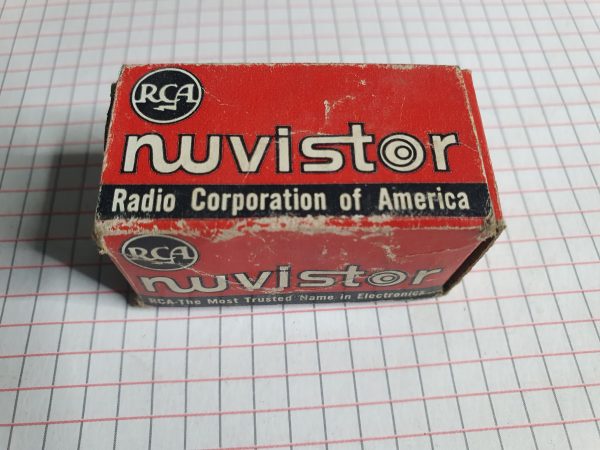 RCA
nuvistor
Radio Corporation of America
RCA
nuvistor
RCA-The Most Trusted Name in Electronics